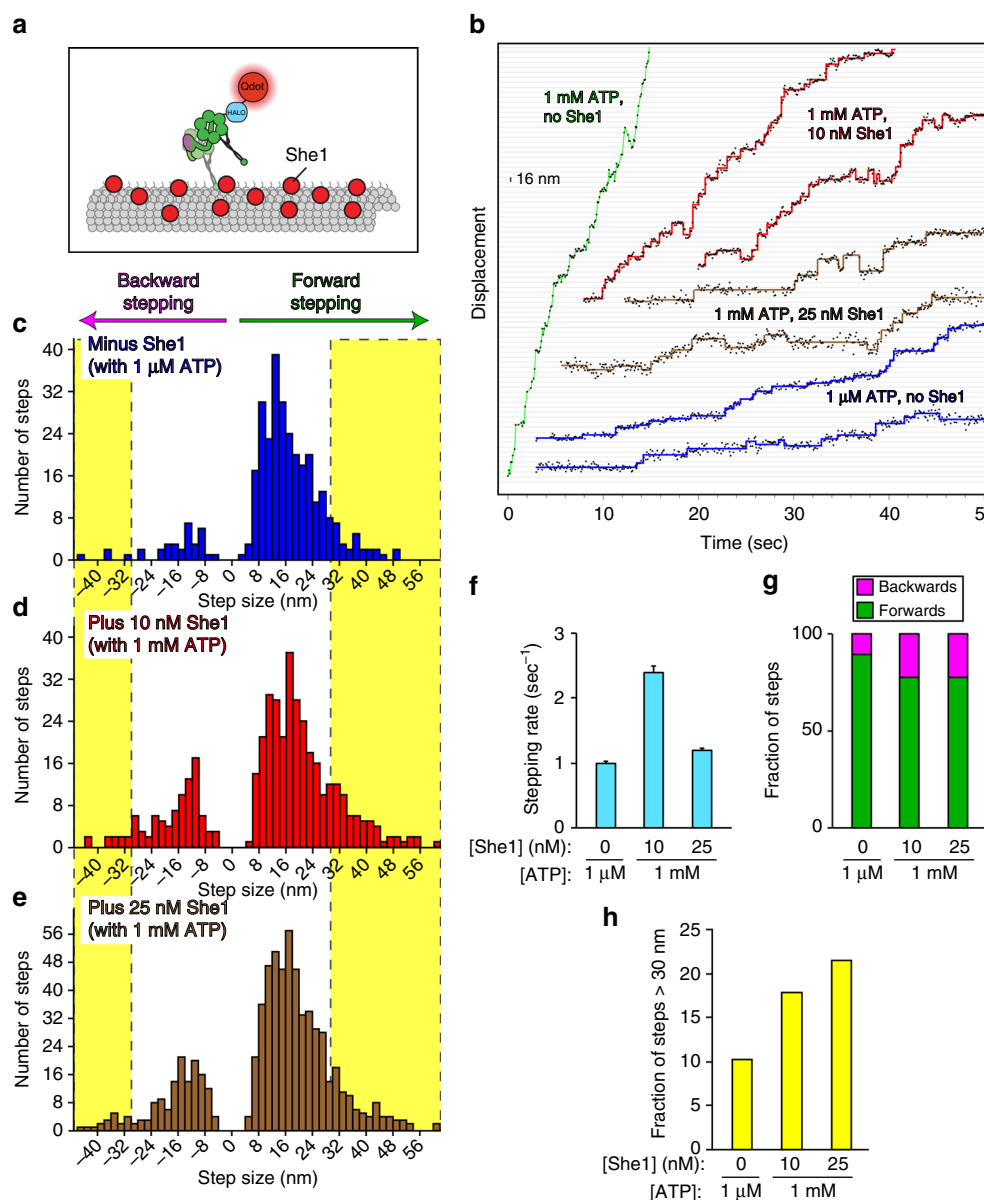 a
Qdot
HALO
She1
b
1 mM ATP,
no She1
1 mM ATP,
10 nM She1
16 nm
1 mM ATP, 25 nM She1
1 μM ATP, no She1
Displacement
0 10 20 30 40 50
Time (sec)
Backward
stepping
Forward
stepping
c
Minus She1
(with 1 μM ATP)
Number of steps
40
32
24
16
8
0
–40 –32 –24 –16 –8 0 8 16 24 32 40 48 56
Step size (nm)
d
Plus 10 nM She1
(with 1 mM ATP)
Number of steps
40
32
24
16
8
0
–40 –32 –24 –16 –8 0 8 16 24 32 40 48 56
Step size (nm)
e
Plus 25 nM She1
(with 1 mM ATP)
Number of steps
56
48
40
32
24
16
8
0
–40 –32 –24 –16 –8 0 8 16 24 32 40 48 56
Step size (nm)
f
Stepping rate (sec–1)
3
2
1
0
[She1] (nM): 0 10 25
[ATP]: 1 μM 1 mM
g
Backwards
Forwards
Fraction of steps
100
50
0
0 10 25
1 μM 1 mM
h
Fraction of steps > 30 nm
25
20
15
10
5
0
[She1] (nM): 0 10 25
[ATP]: 1 μM 1 mM